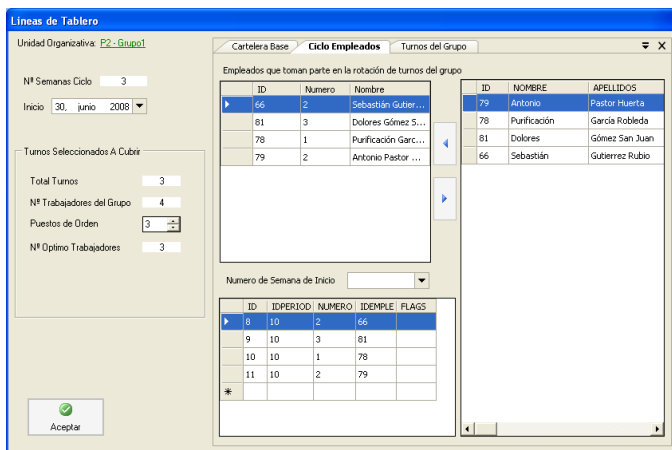 Lineas de Tablero
Unidad Organizativa: P2 - Grupo1
Nº Semanas Ciclo 3
Inicio 30, junio 2008
Turnos Seleccionados A Cubrir
Total Turnos 3
Nº Trabajadores del Grupo 4
Puestos de Orden 3
Nº Optimo Trabajadores 3
Aceptar
Cartelera Base Ciclo Empleados Turnos del Grupo
Empleados que toman parte en la rotación de turnos del grupo
ID Numero Nombre
66 2 Sebastián Gutier...
81 3 Dolores Gómez S...
78 1 Purificación Garc...
79 2 Antonio Pastor ...
Numero de Semana de Inicio
ID IDPERIOD NUMERO IDEMPLE FLAGS
8 10 2 66
9 10 3 81
10 10 1 78
11 10 2 79
ID NOMBRE APELLIDOS
79 Antonio Pastor Huerta
78 Purificación García Robleda
81 Dolores Gómez San Juan
66 Sebastián Gutierrez Rubio